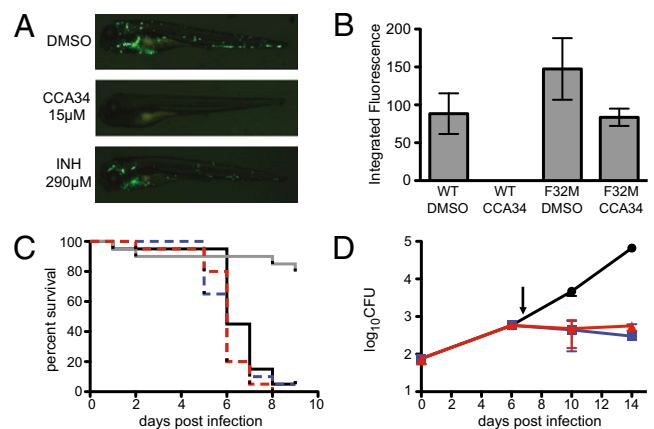 A
DMSO
CCA34
15µM
INH
290µM
B
Integrated Fluorescence
200
150
100
50
0
WT
DMSO
WT
CCA34
F32M
DMSO
F32M
CCA34
C
percent survival
100
80
60
40
20
0
0 2 4 6 8 10
days post infection
D
log10CFU
5
4
3
2
1
0 2 4 6 8 10 12 14
days post infection